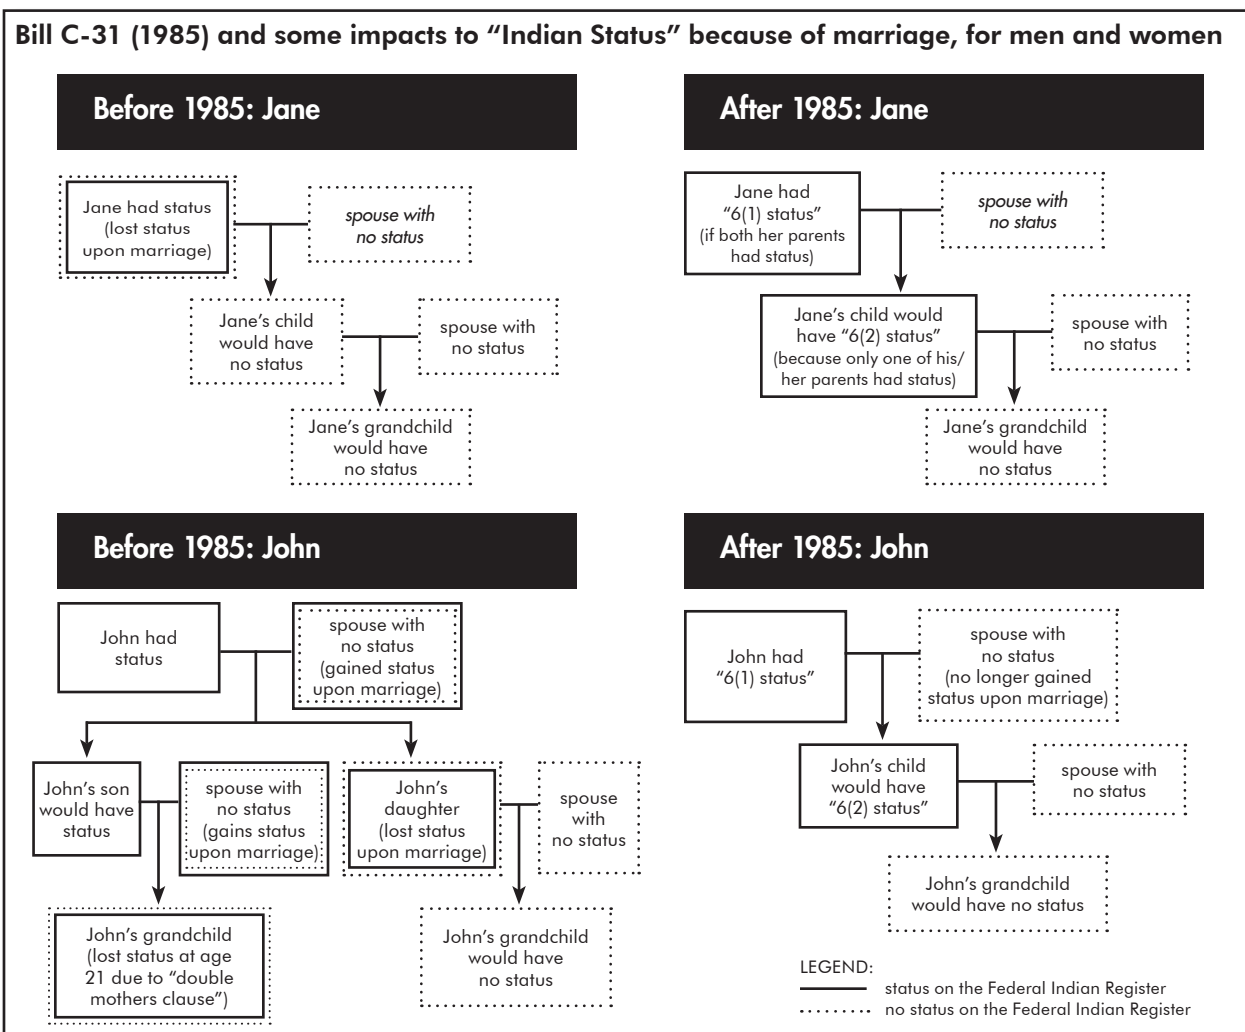 Bill C-31 (1985) and some impacts to “Indian Status” because of marriage, for men and women
Before 1985: Jane
Jane had status
(lost status
upon marriage)
spouse with
no status
Jane’s child
would have
no status
spouse with
no status
Jane’s grandchild
would have
no status
After 1985: Jane
Jane had
“6(1) status”
(if both her parents
had status)
spouse with
no status
Jane’s child would
have “6(2) status”
(because only one of his/
her parents had status)
spouse with
no status
Jane’s grandchild
would have
no status
Before 1985: John
John had
status
spouse with
no status
(gained status
upon marriage)
John’s son
would have
status
spouse with
no status
(gains status
upon marriage)
John’s
daughter
(lost status
upon marriage)
spouse
with
no status
John’s grandchild
(lost status at age
21 due to “double
mothers clause”)
John’s grandchild
would have
no status
After 1985: John
John had
“6(1) status”
spouse with
no status
(no longer gained
status upon marriage)
John’s child
would have
“6(2) status”
spouse with
no status
John’s grandchild
would have no status
LEGEND:
status on the Federal Indian Register
no status on the Federal Indian Register